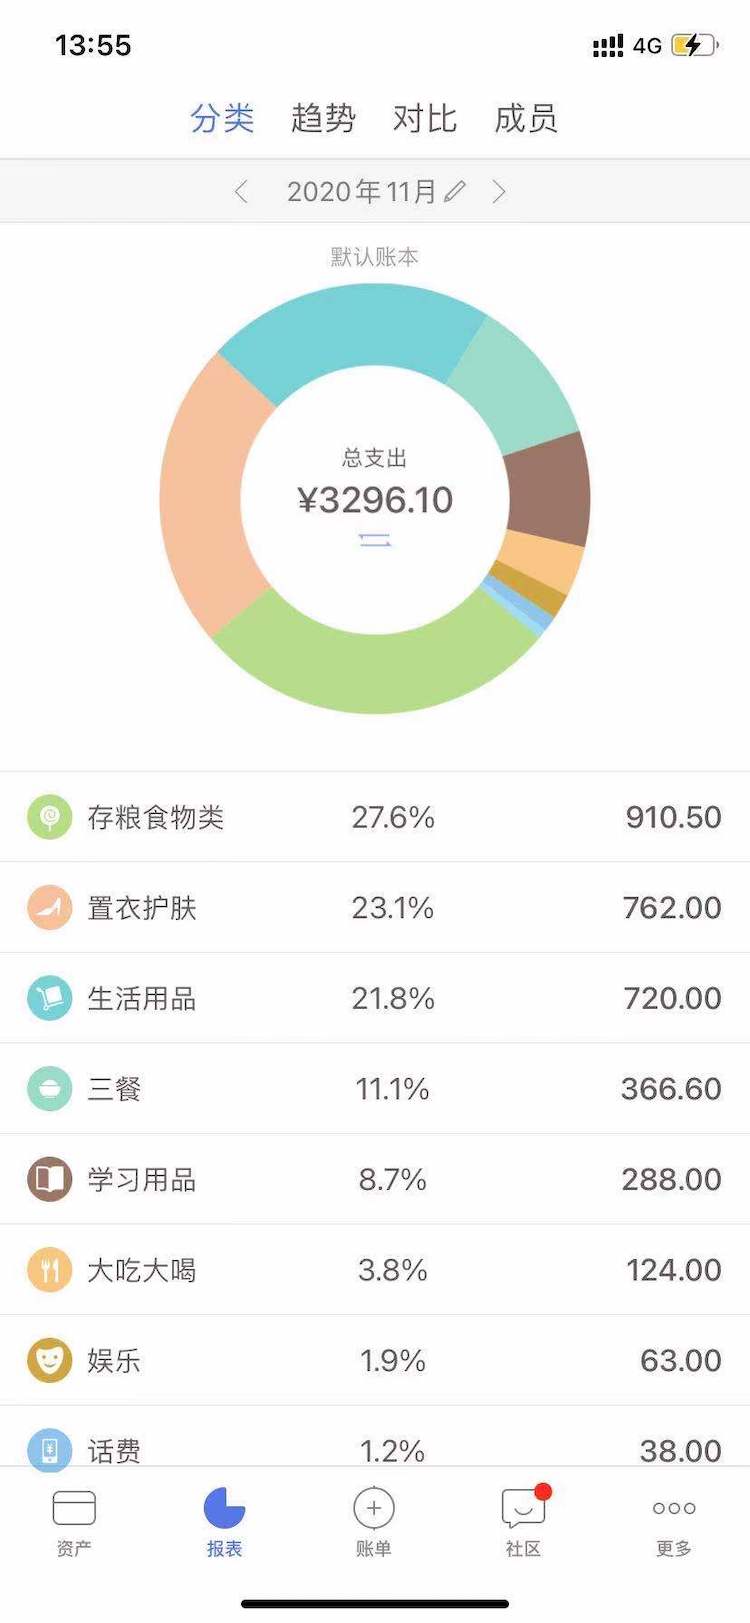 13:55 4G
分类 趋势 对比 成员
2020年11月
默认账本
总支出
¥3296.10
存粮食物类 27.6% 910.50
置衣护肤 23.1% 762.00
生活用品 21.8% 720.00
三餐 11.1% 366.60
学习用品 8.7% 288.00
大吃大喝 3.8% 124.00
娱乐 1.9% 63.00
话费 1.2% 38.00
资产 报表 账单 社区 更多